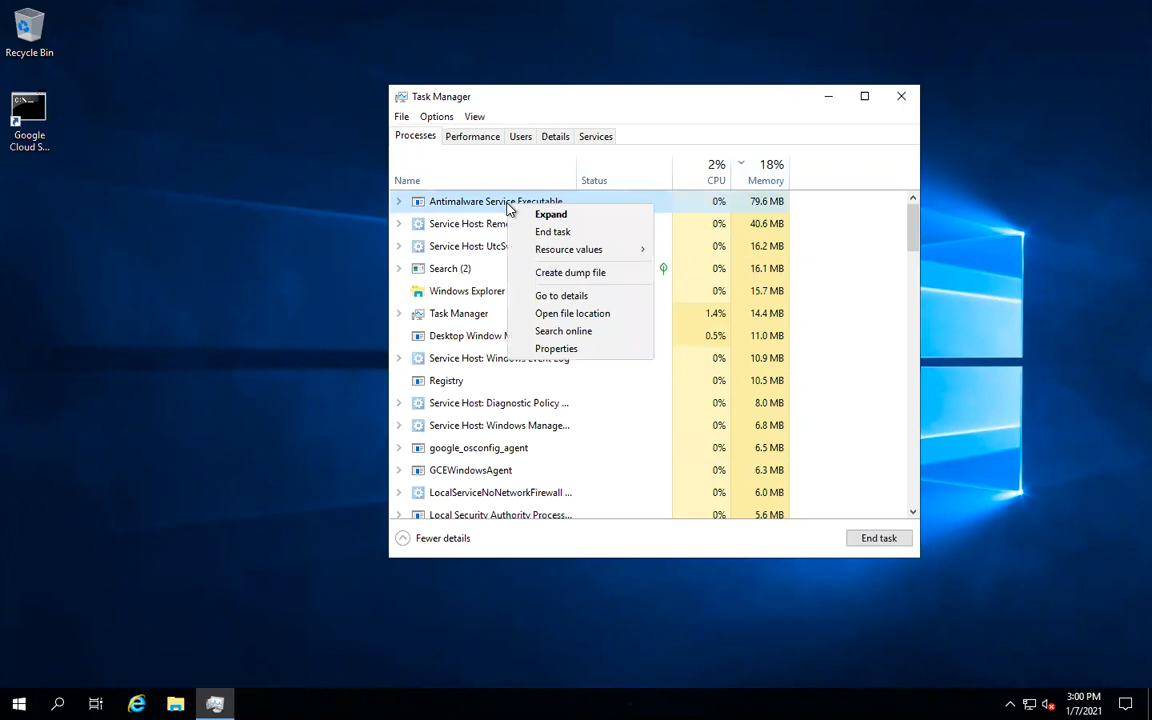 Recycle Bin
Google
Cloud S...
Task Manager
File Options View
Processes Performance Users Details Services
2% 18%
Name Status CPU Memory
Antimalware Service Executable 0% 79.6 MB
Service Host: Rem 0% 40.6 MB
Service Host: UtcS 0% 16.2 MB
Search (2) 0% 16.1 MB
Windows Explorer 0% 15.7 MB
Task Manager 1.4% 14.4 MB
Desktop Window 0.5% 11.0 MB
Service Host: Windows Event Log 0% 10.9 MB
Registry 0% 10.5 MB
Service Host: Diagnostic Policy ... 0% 8.0 MB
Service Host: Windows Manage... 0% 6.8 MB
google_osconfig_agent 0% 6.5 MB
GCEWindowsAgent 0% 6.3 MB
LocalServiceNoNetworkFirewall ... 0% 6.0 MB
Local Security Authority Process... 0% 5.6 MB
Expand
End task
Resource values
Create dump file
Go to details
Open file location
Search online
Properties
Fewer details End task
3:00 PM
1/7/2021